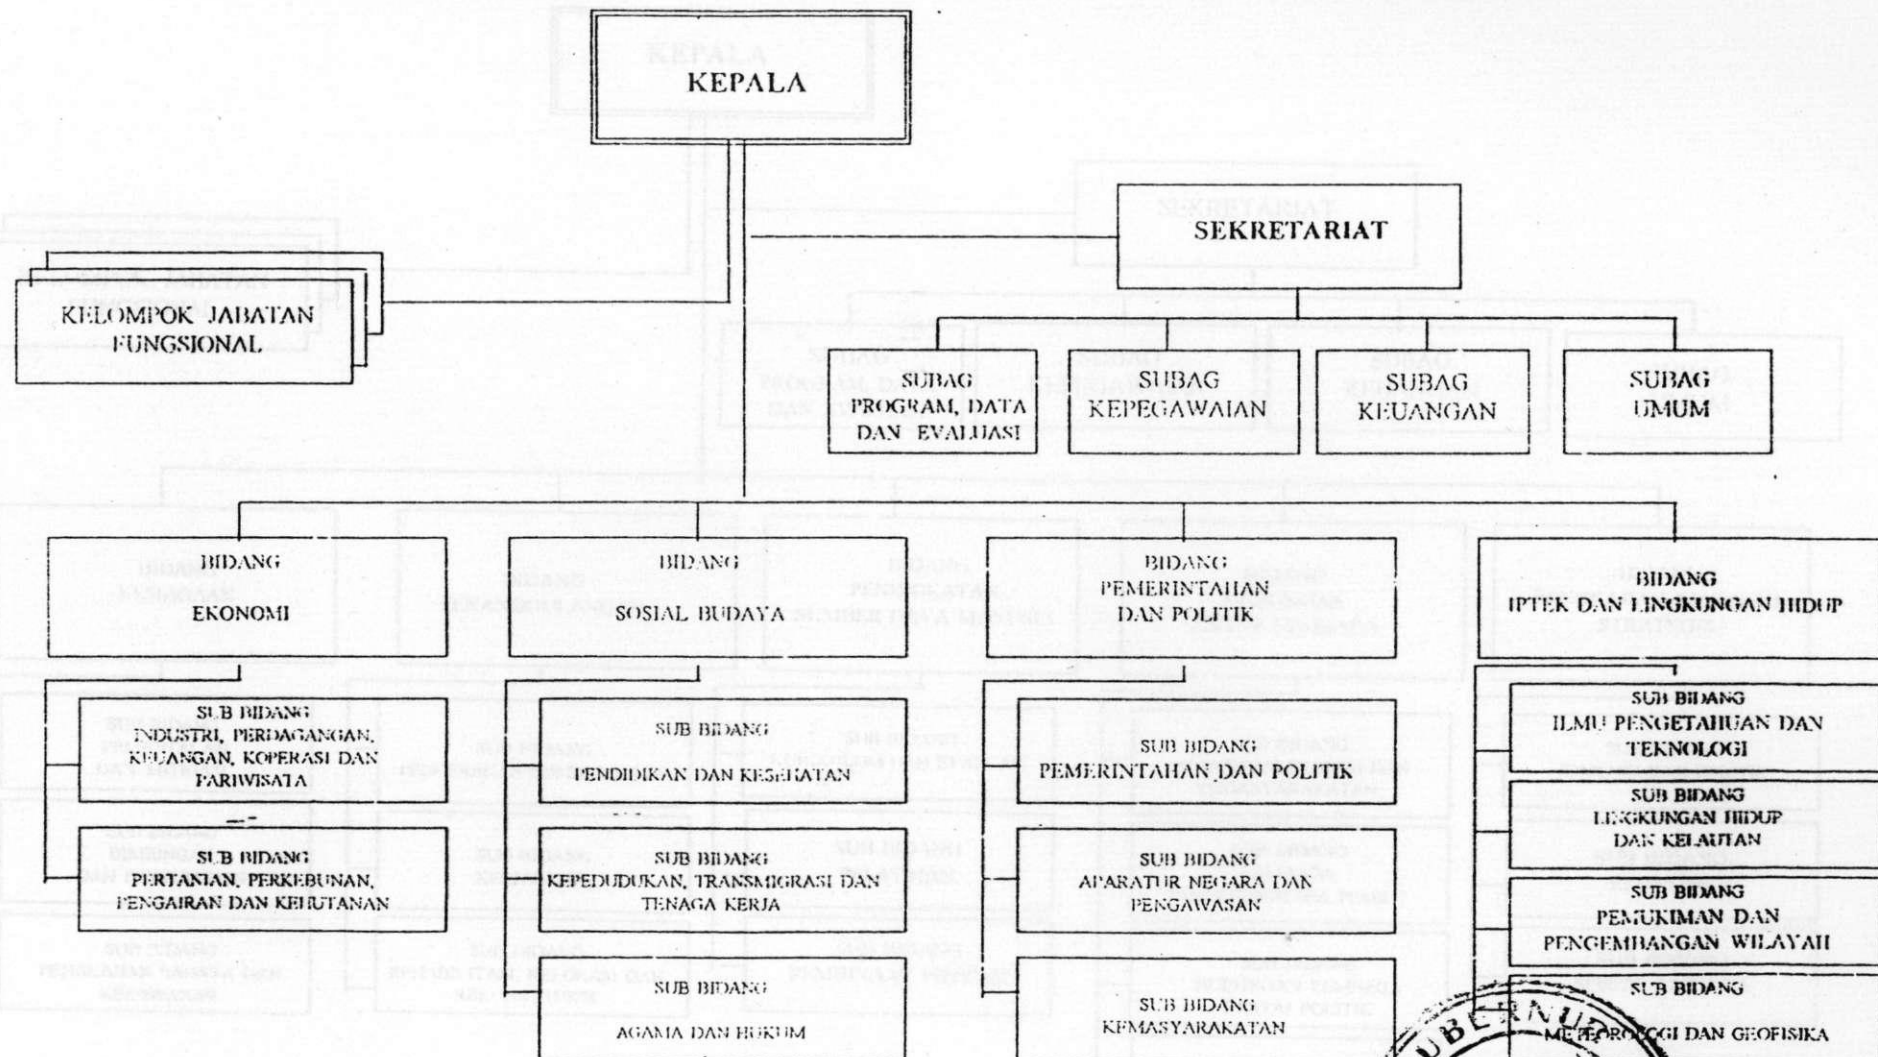 KEPALA
SEKRETARIAT
KELOMPOK JABATAN
FUNGSIONAL
SUBAG
PROGRAM, DATA
DAN EVALUASI
SUBAG
KEPEGAWAIAN
SUBAG
KEUANGAN
SUBAG
UMUM
BIDANG
EKONOMI
BIDANG
SOSIAL BUDAYA
BIDANG
PEMERINTAHAN
DAN POLITIK
BIDANG
IPTEK DAN LINGKUNGAN HIDUP
SUB BIDANG
INDUSTRI, PERDAGANGAN,
KEUANGAN, KOPERASI DAN
PARIWISATA
SUB BIDANG
PERTANIAN, PERKEBUNAN,
PENGAIRAN DAN KEHUTANAN
SUB BIDANG
PENDIDIKAN DAN KESEHATAN
SUB BIDANG
KEPENDUDUKAN, TRANSMIGRASI DAN
TENAGA KERJA
SUB BIDANG
AGAMA DAN HUKUM
SUB BIDANG
PEMERINTAHAN DAN POLITIK
SUB BIDANG
APARATUR NEGARA DAN
PENGAWASAN
SUB BIDANG
KEMASYARAKATAN
SUB BIDANG
ILMU PENGETAHUAN DAN
TEKNOLOGI
SUB BIDANG
LINGKUNGAN HIDUP
DAN KELAUTAN
SUB BIDANG
PEMUKIMAN DAN
PENGEMBANGAN WILAYAH
SUB BIDANG
METEOROLOGI DAN GEOFISIKA
UBERNUR